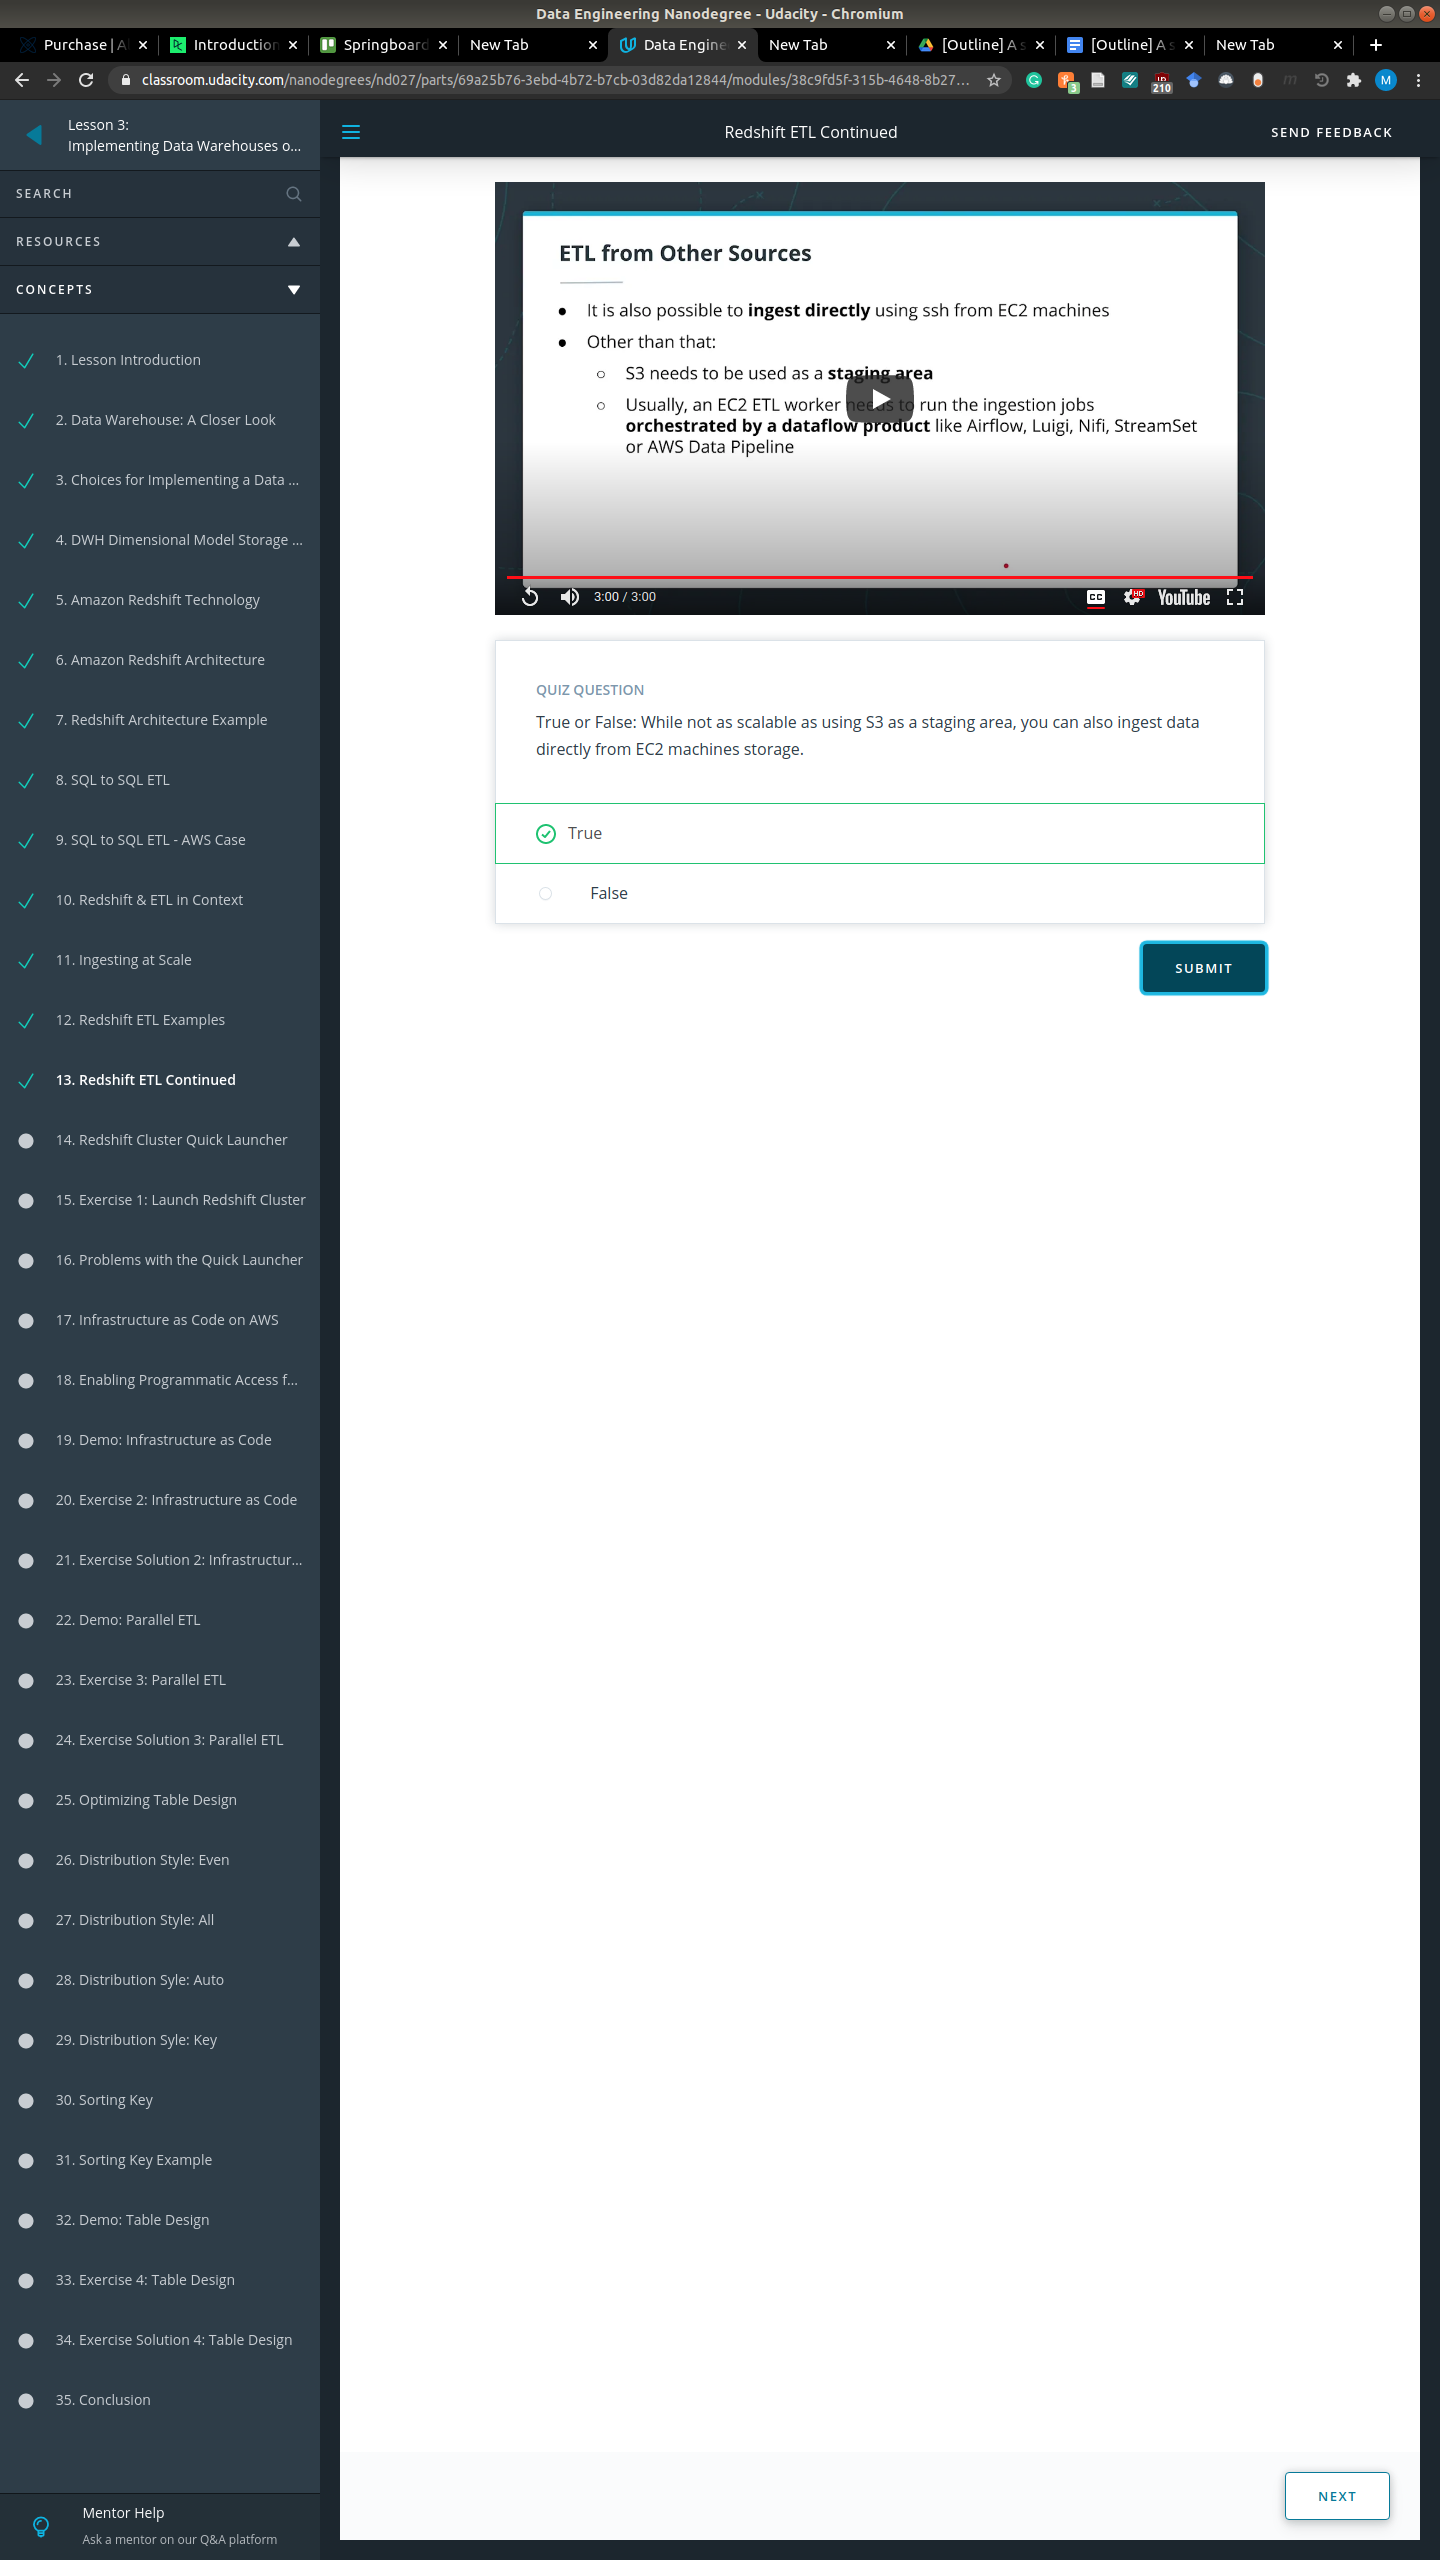 Data Engineering Nanodegree - Udacity - Chromium
Purchase | A
Introduction
Springboard
New Tab
Data Engine
New Tab
[Outline] A s
[Outline] A s
New Tab
classroom.udacity.com/nanodegrees/nd027/parts/69a25b76-3ebd-4b72-b7cb-03d82da12844/modules/38c9fd5f-315b-4648-8b27...
3
210
M
Lesson 3:
Implementing Data Warehouses o...
Redshift ETL Continued
SEND FEEDBACK
SEARCH
RESOURCES
CONCEPTS
1. Lesson Introduction
2. Data Warehouse: A Closer Look
3. Choices for Implementing a Data ...
4. DWH Dimensional Model Storage ...
5. Amazon Redshift Technology
6. Amazon Redshift Architecture
7. Redshift Architecture Example
8. SQL to SQL ETL
9. SQL to SQL ETL - AWS Case
10. Redshift & ETL in Context
11. Ingesting at Scale
12. Redshift ETL Examples
13. Redshift ETL Continued
14. Redshift Cluster Quick Launcher
15. Exercise 1: Launch Redshift Cluster
16. Problems with the Quick Launcher
17. Infrastructure as Code on AWS
18. Enabling Programmatic Access f...
19. Demo: Infrastructure as Code
20. Exercise 2: Infrastructure as Code
21. Exercise Solution 2: Infrastructur...
22. Demo: Parallel ETL
23. Exercise 3: Parallel ETL
24. Exercise Solution 3: Parallel ETL
25. Optimizing Table Design
26. Distribution Style: Even
27. Distribution Style: All
28. Distribution Syle: Auto
29. Distribution Syle: Key
30. Sorting Key
31. Sorting Key Example
32. Demo: Table Design
33. Exercise 4: Table Design
34. Exercise Solution 4: Table Design
35. Conclusion
Mentor Help
Ask a mentor on our Q&A platform
ETL from Other Sources
● It is also possible to ingest directly using ssh from EC2 machines
● Other than that:
○ S3 needs to be used as a staging area
○ Usually, an EC2 ETL worker needs to run the ingestion jobs
orchestrated by a dataflow product like Airflow, Luigi, Nifi, StreamSet
or AWS Data Pipeline
3:00 / 3:00
CC
HD
YouTube
QUIZ QUESTION
True or False: While not as scalable as using S3 as a staging area, you can also ingest data
directly from EC2 machines storage.
True
False
SUBMIT
NEXT